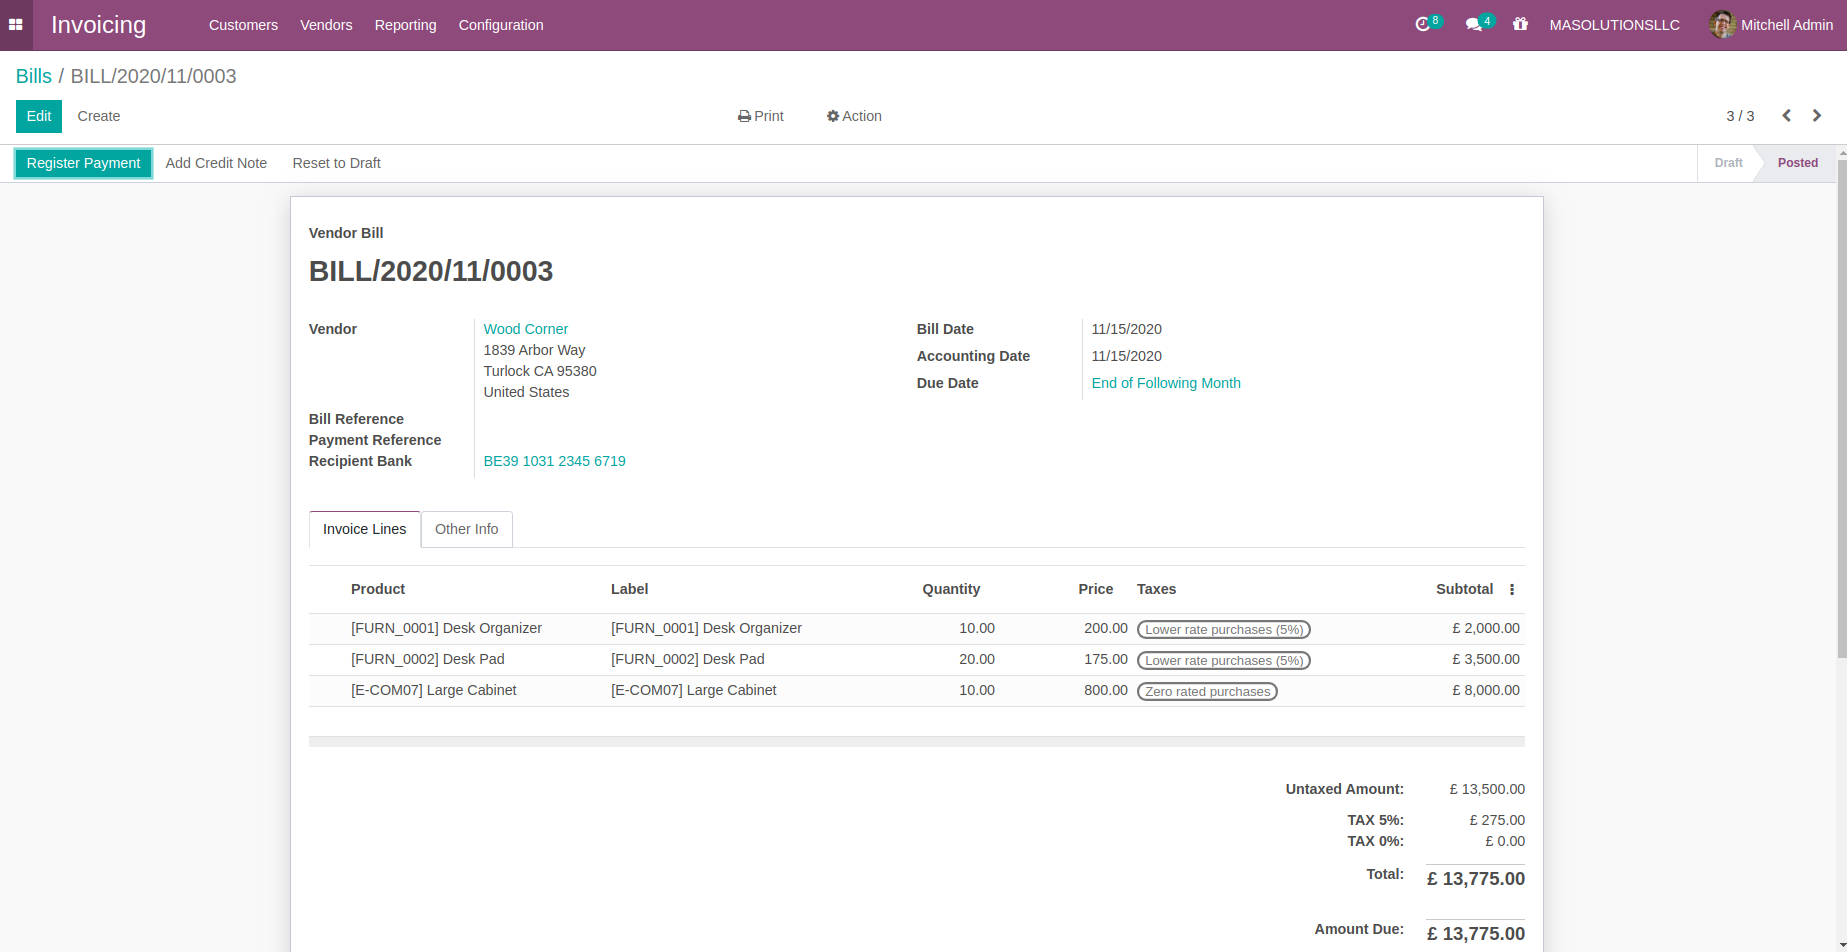 Invoicing Customers Vendors Reporting Configuration 8 4 MASOLUTIONSLLC Mitchell Admin
Bills / BILL/2020/11/0003
Edit Create Print Action 3 / 3
Register Payment Add Credit Note Reset to Draft Draft Posted
Vendor Bill
BILL/2020/11/0003
Vendor Wood Corner Bill Date 11/15/2020
1839 Arbor Way
Accounting Date 11/15/2020
Turlock CA 95380
Due Date End of Following Month
United States
Bill Reference
Payment Reference
Recipient Bank BE39 1031 2345 6719
Invoice Lines Other Info
Product Label Quantity Price Taxes Subtotal
[FURN_0001] Desk Organizer [FURN_0001] Desk Organizer 10.00 200.00 Lower rate purchases (5%) £ 2,000.00
[FURN_0002] Desk Pad [FURN_0002] Desk Pad 20.00 175.00 Lower rate purchases (5%) £ 3,500.00
[E-COM07] Large Cabinet [E-COM07] Large Cabinet 10.00 800.00 Zero rated purchases £ 8,000.00
Untaxed Amount: £ 13,500.00
TAX 5%: £ 275.00
TAX 0%: £ 0.00
Total: £ 13,775.00
Amount Due: £ 13,775.00